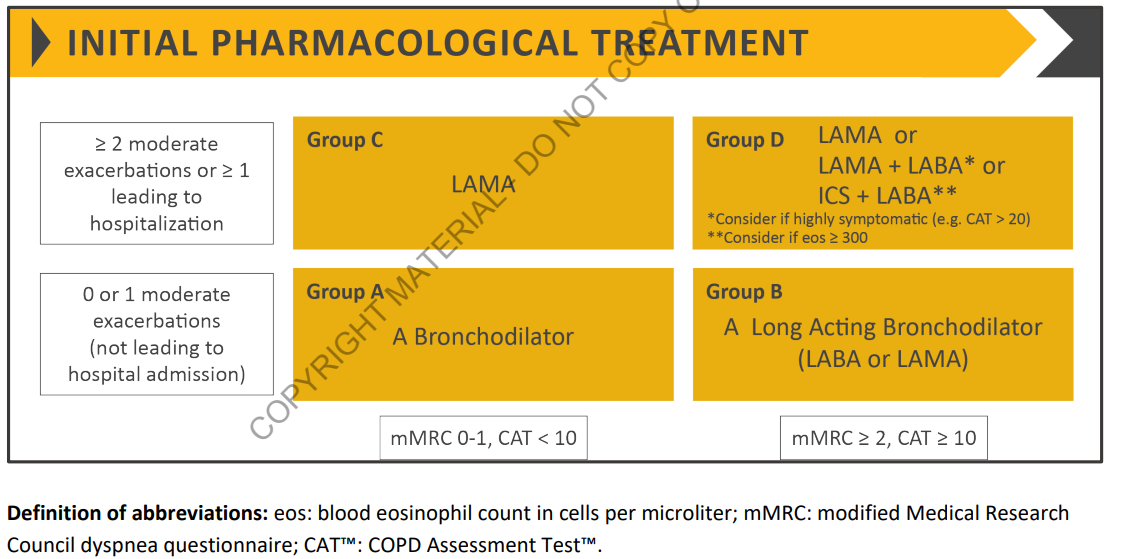 INITIAL PHARMACOLOGICAL TREATMENT
≥ 2 moderate
exacerbations or ≥ 1
leading to
hospitalization
Group C
LAMA
Group D
LAMA or
LAMA + LABA* or
ICS + LABA**
*Consider if highly symptomatic (e.g. CAT > 20)
**Consider if eos ≥ 300
0 or 1 moderate
exacerbations
(not leading to
hospital admission)
Group A
A Bronchodilator
Group B
A Long Acting Bronchodilator
(LABA or LAMA)
mMRC 0-1, CAT < 10
mMRC ≥ 2, CAT ≥ 10
COPYRIGHT MATERIAL - DO NOT COPY
Definition of abbreviations: eos: blood eosinophil count in cells per microliter; mMRC: modified Medical Research
Council dyspnea questionnaire; CAT™: COPD Assessment Test™.